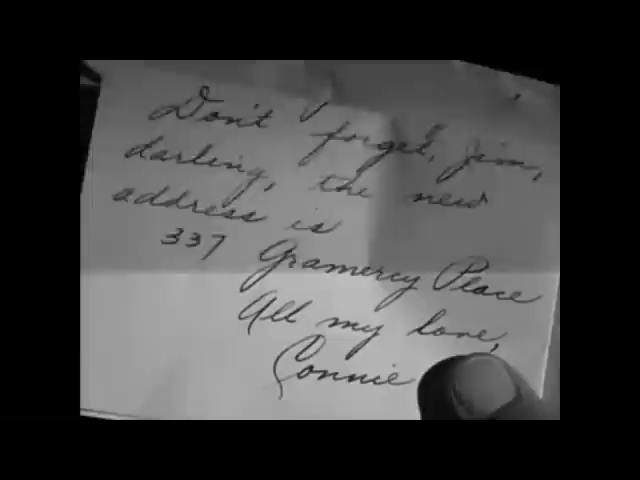 Don't forget, Jim,
darling, the new
address is
337 Gramercy Place
All my love,
Connie